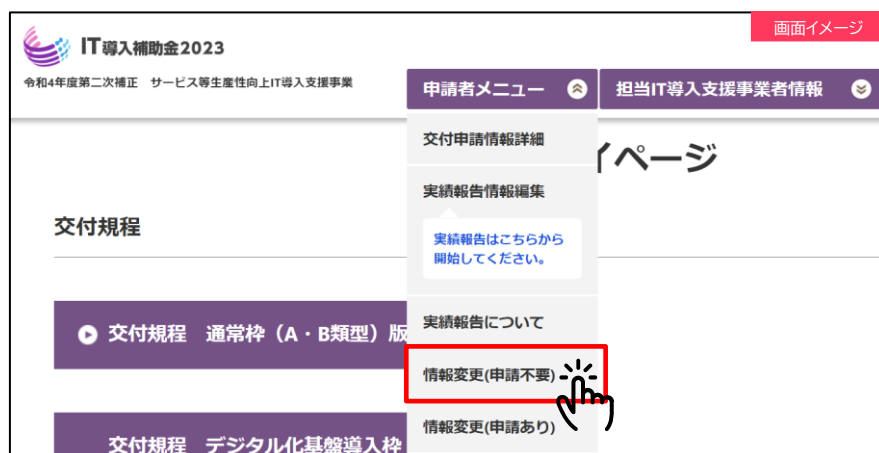 画面イメージ
IT導入補助金2023
令和4年度第二次補正 サービス等生産性向上IT導入支援事業
申請者メニュー
担当IT導入支援事業者情報
交付申請情報詳細
イページ
実績報告情報編集
実績報告はこちらから
開始してください。
交付規程
実績報告について
交付規程 通常枠（A・B類型）版
情報変更(申請不要)
情報変更(申請あり)
交付規程 デジタル化基盤導入枠